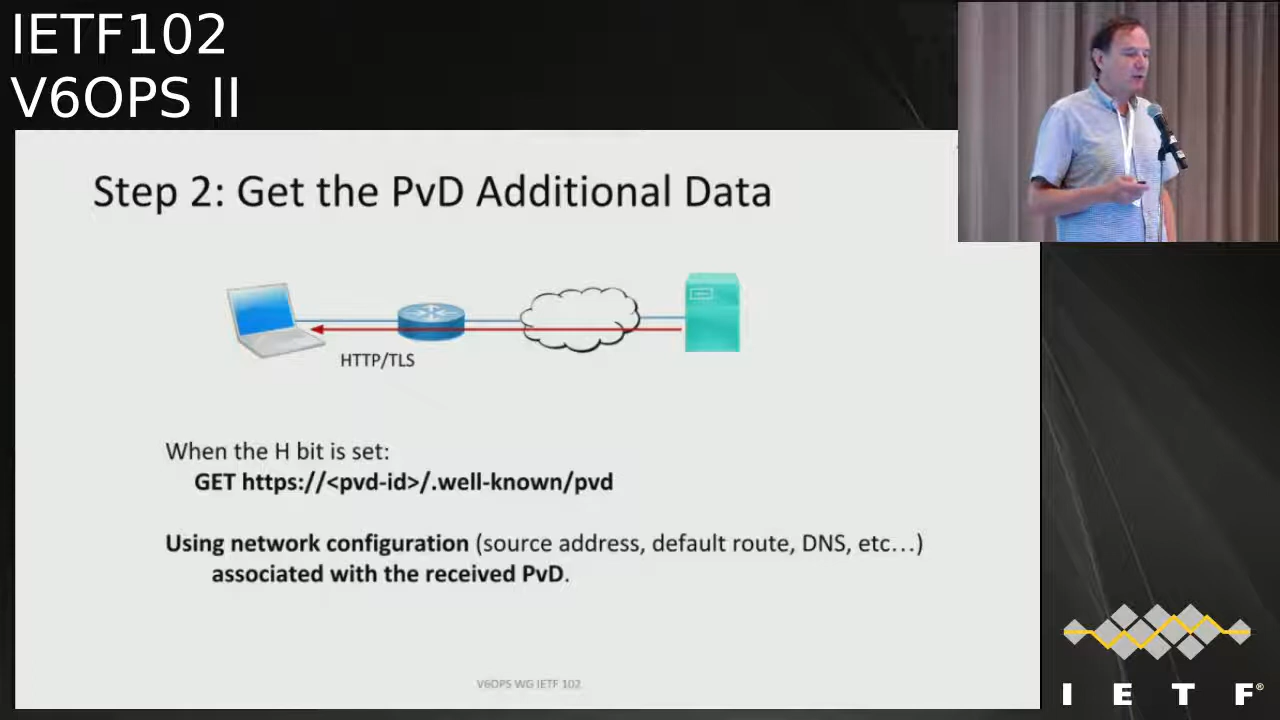 IETF102
V6OPS II
Step 2: Get the PvD Additional Data
HTTP/TLS
When the H bit is set:
GET https://<pvd-id>/.well-known/pvd
Using network configuration (source address, default route, DNS, etc…)
associated with the received PvD.
V6OPS WG IETF 102
I E T F®